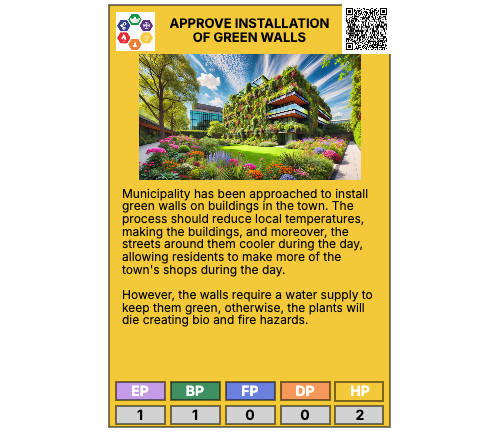 APPROVE INSTALLATION
OF GREEN WALLS
Municipality has been approached to install
green walls on buildings in the town. The
process should reduce local temperatures,
making the buildings, and moreover, the
streets around them cooler during the day,
allowing residents to make more of the
town's shops during the day.
However, the walls require a water supply to
keep them green, otherwise, the plants will
die creating bio and fire hazards.
EP BP FP DP HP
1 1 0 0 2